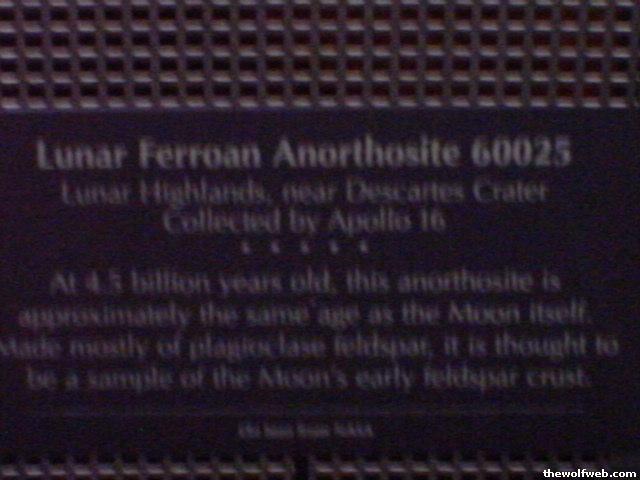 Lunar Ferroan Anorthosite 60025
Lunar Highlands, near Descartes Crater
Collected by Apollo 16
At 4.5 billion years old, this anorthosite is
approximately the same age as the Moon itself.
Made mostly of plagioclase feldspar, it is thought to
be a sample of the Moon's early feldspar crust.
from NASA
thewolfweb.com